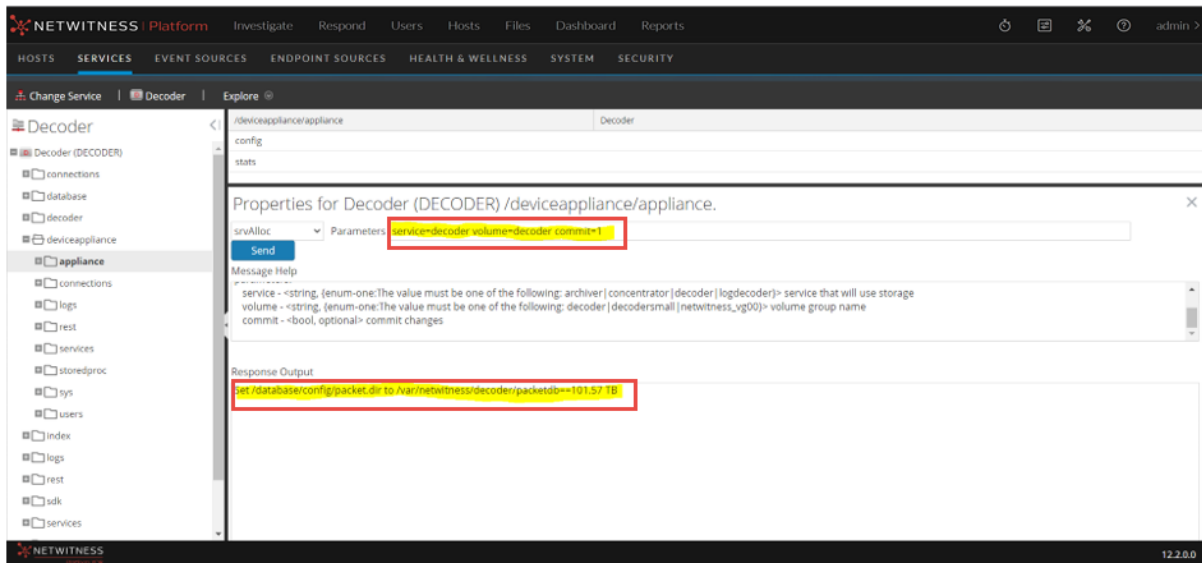 NETWITNESS Platform Investigate Respond Users Hosts Files Dashboard Reports admin >
HOSTS SERVICES EVENT SOURCES ENDPOINT SOURCES HEALTH & WELLNESS SYSTEM SECURITY
Change Service | Decoder | Explore
Decoder
Decoder (DECODER)
connections
database
decoder
deviceappliance
appliance
connections
logs
rest
services
storedproc
sys
users
index
logs
rest
sdk
services
/deviceappliance/appliance Decoder
config
stats
Properties for Decoder (DECODER) /deviceappliance/appliance.
srvAlloc Parameters service=decoder volume=decoder commit=1
Send
Message Help
service - <string, {enum-one:The value must be one of the following: archiver|concentrator|decoder|logdecoder}> service that will use storage
volume - <string, {enum-one:The value must be one of the following: decoder|decodersmall|netwitness_vg00}> volume group name
commit - <bool, optional> commit changes
Response Output
Set /database/config/packet.dir to /var/netwitness/decoder/packetdb==101.57 TB
NETWITNESS 12.2.0.0